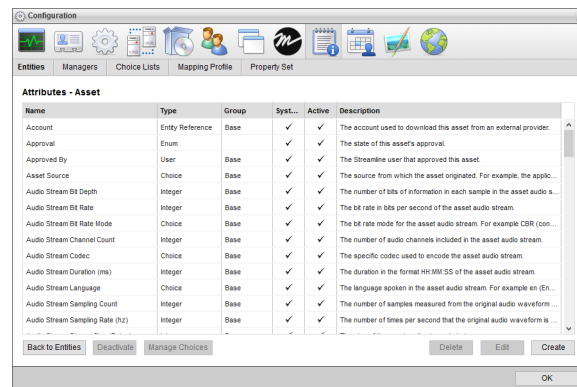 Configuration
Entities Managers Choice Lists Mapping Profile Property Set
Attributes - Asset
Name Type Group Syst... Active Description
Account Entity Reference Base ✓ ✓ The account used to download this asset from an external provider.
Approval Enum ✓ ✓ The state of this asset's approval.
Approved By User Base ✓ ✓ The Streamline user that approved this asset.
Asset Source Choice Base ✓ ✓ The source from which the asset originated. For example, the applic...
Audio Stream Bit Depth Integer Base ✓ ✓ The number of bits of information in each sample in the asset audio s...
Audio Stream Bit Rate Integer Base ✓ ✓ The bit rate in bits per second of the asset audio stream.
Audio Stream Bit Rate Mode Choice Base ✓ ✓ The bit rate mode for the asset audio stream. For example CBR (con...
Audio Stream Channel Count Integer Base ✓ ✓ The number of audio channels included in the asset audio stream.
Audio Stream Codec Choice Base ✓ ✓ The specific codec used to encode the asset audio stream.
Audio Stream Duration (ms) Integer Base ✓ ✓ The duration in the format HH:MM:SS of the asset audio stream.
Audio Stream Language Choice Base ✓ ✓ The language spoken in the asset audio stream. For example en (En...
Audio Stream Sampling Count Integer Base ✓ ✓ The number of samples measured from the original audio waveform ...
Audio Stream Sampling Rate (hz) Integer Base ✓ ✓ The number of times per second that the original audio waveform is ...
Back to Entities Deactivate Manage Choices Delete Edit Create
OK